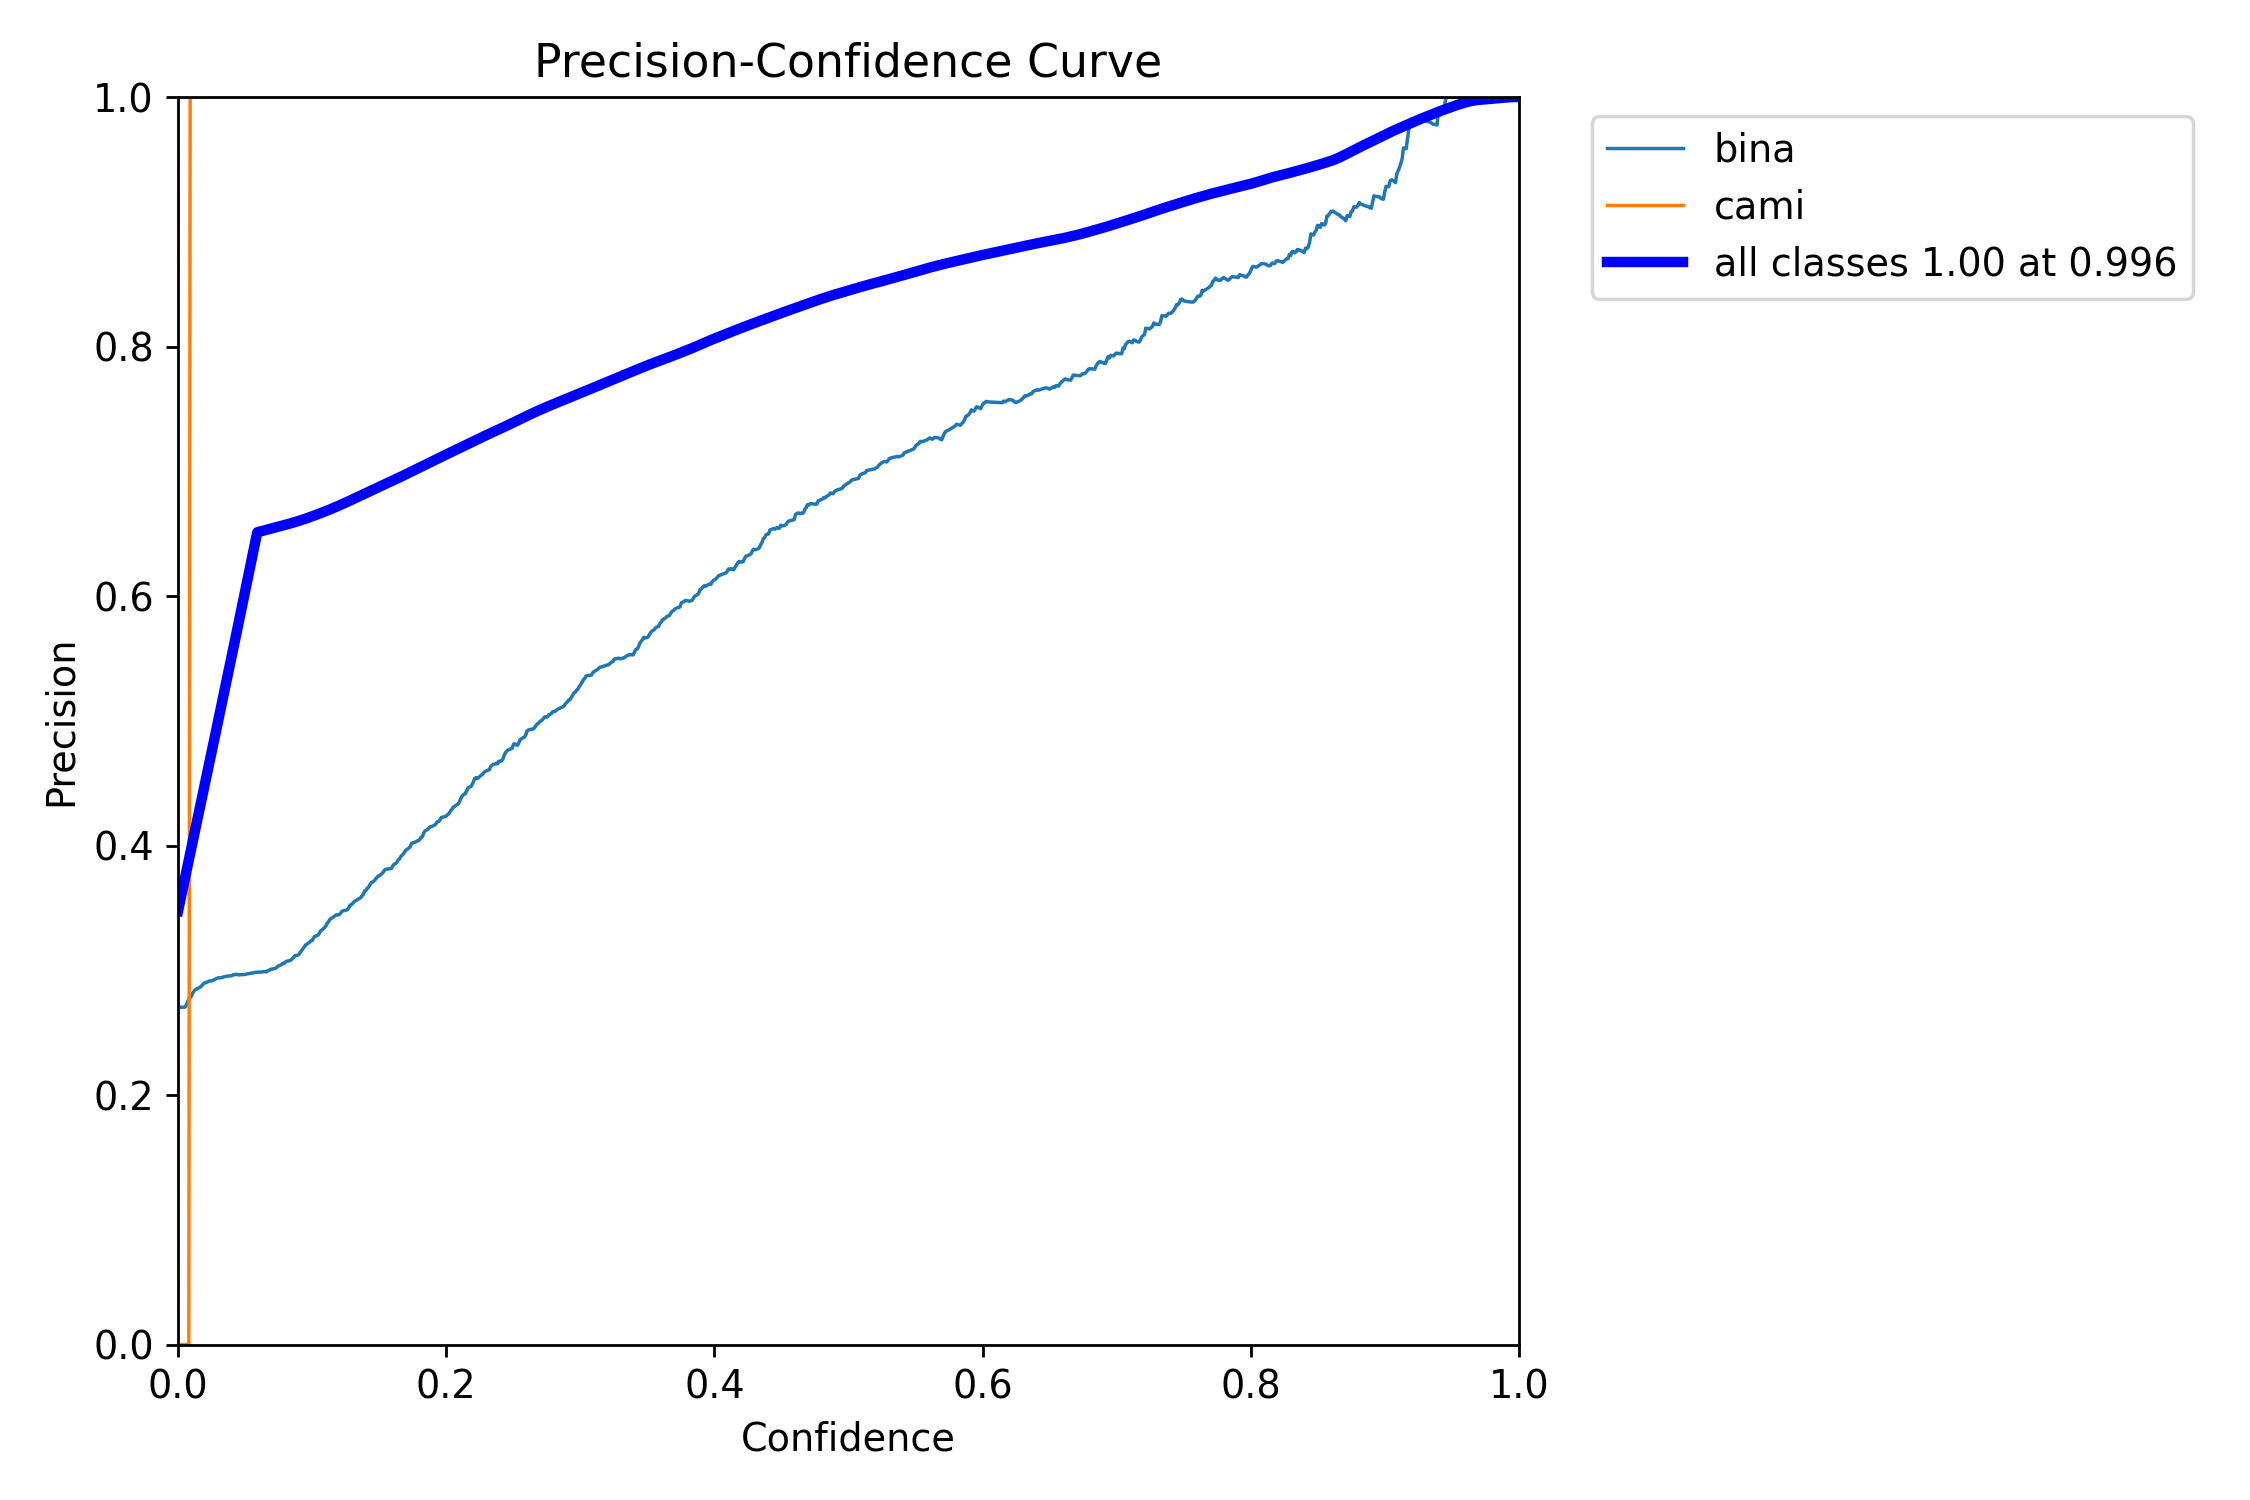 Precision-Confidence Curve
1.0
0.8
0.6
0.4
0.2
0.0
Precision
0.0 0.2 0.4 0.6 0.8 1.0
Confidence
bina
cami
all classes 1.00 at 0.996